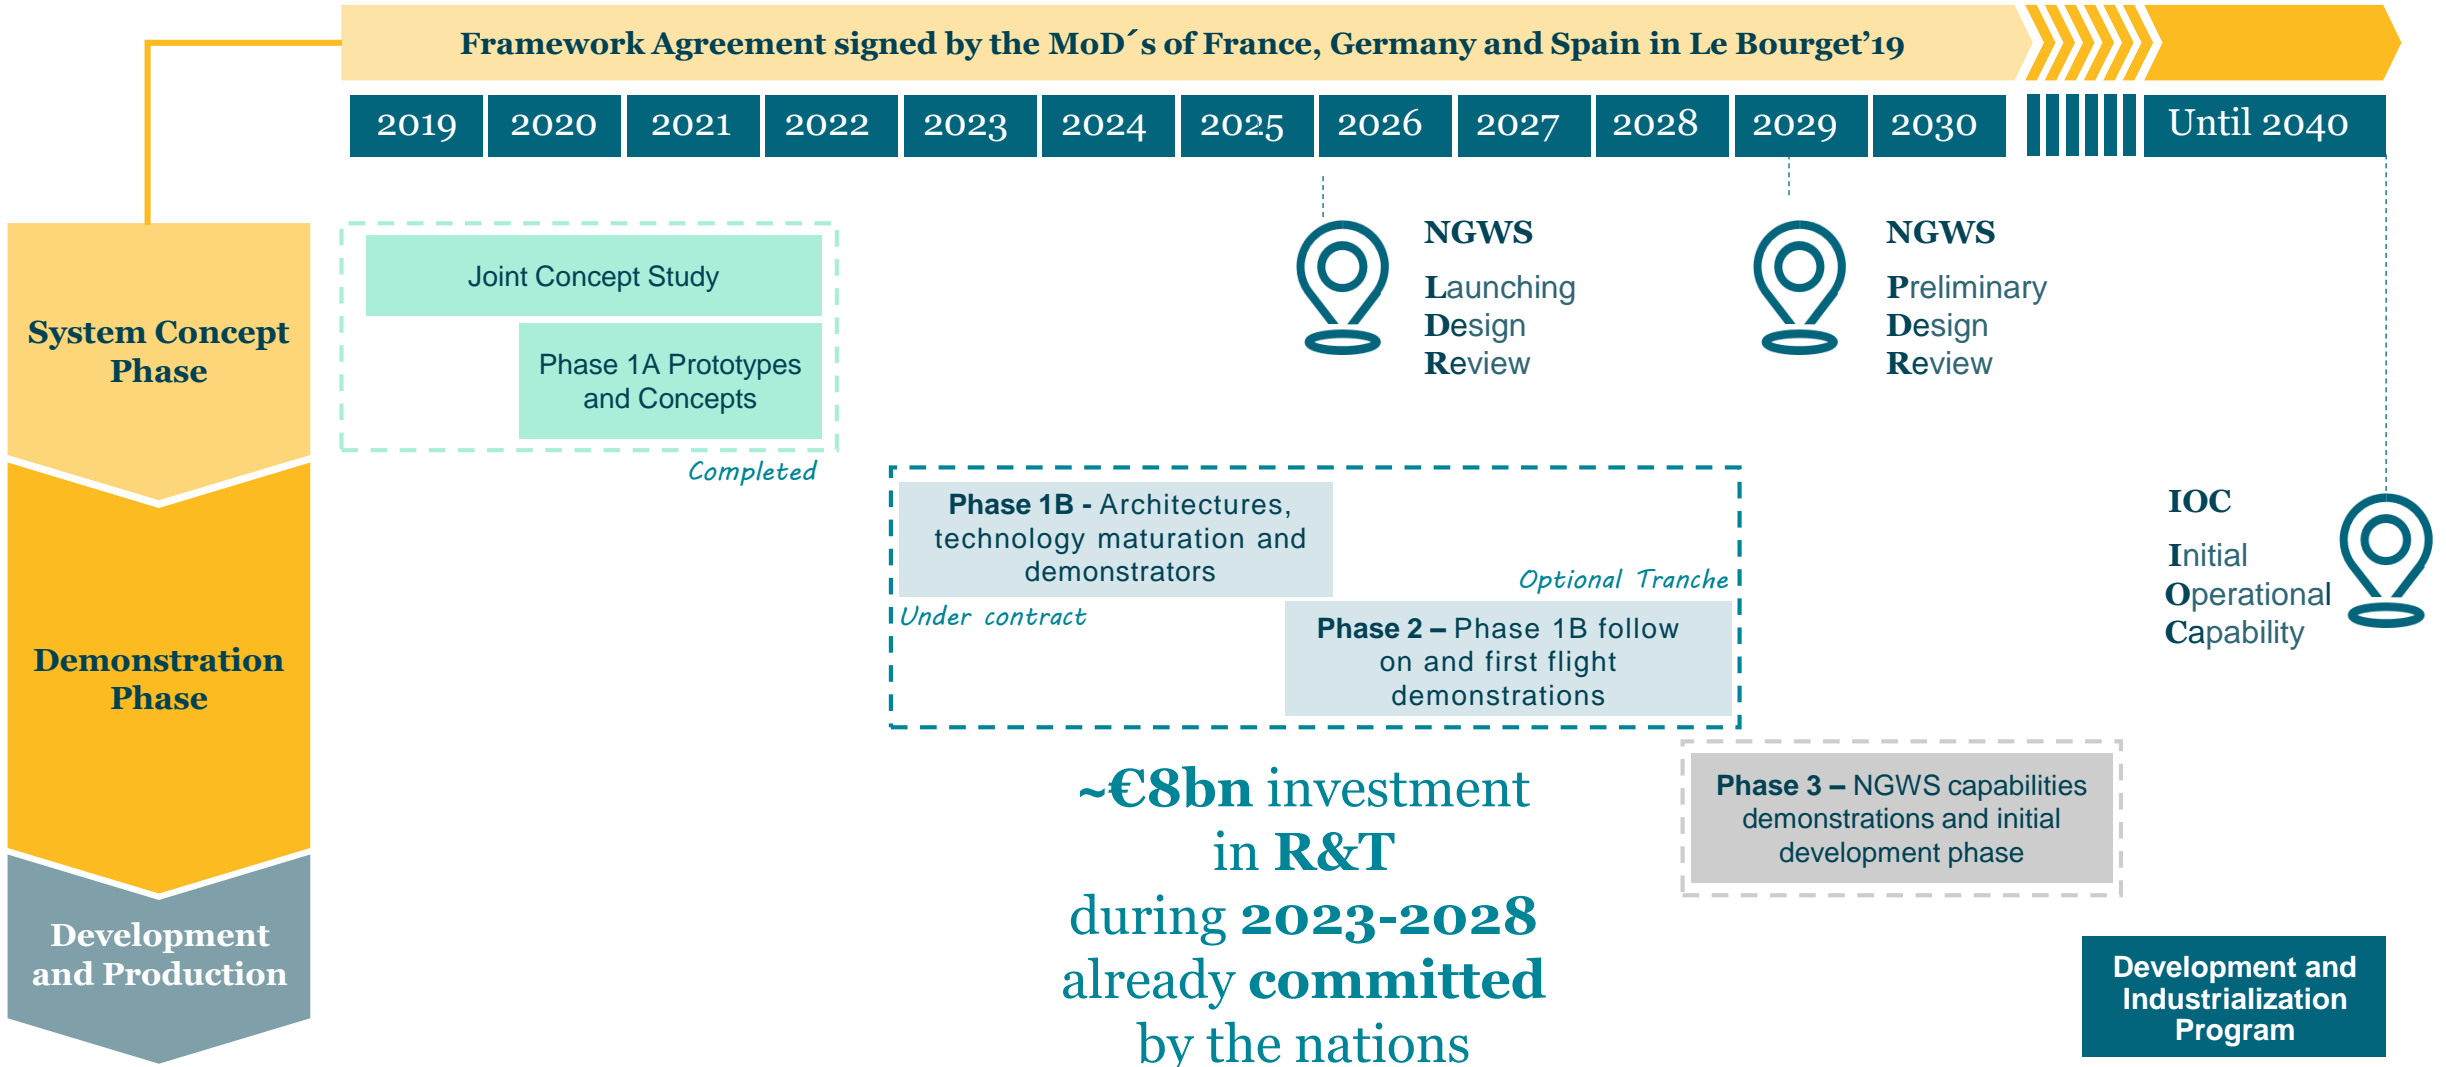 Framework Agreement signed by the MoD´s of France, Germany and Spain in Le Bourget’19
2019 2020 2021 2022 2023 2024 2025 2026 2027 2028 2029 2030 Until 2040
System Concept
Phase
Joint Concept Study
Phase 1A Prototypes
and Concepts
Completed
NGWS
Launching
Design
Review
NGWS
Preliminary
Design
Review
Demonstration
Phase
Phase 1B - Architectures,
technology maturation and
demonstrators
Under contract
Optional Tranche
Phase 2 – Phase 1B follow
on and first flight
demonstrations
IOC
Initial
Operational
Capability
Phase 3 – NGWS capabilities
demonstrations and initial
development phase
~€8bn investment
in R&T
during 2023-2028
already committed
by the nations
Development
and Production
Development and
Industrialization
Program